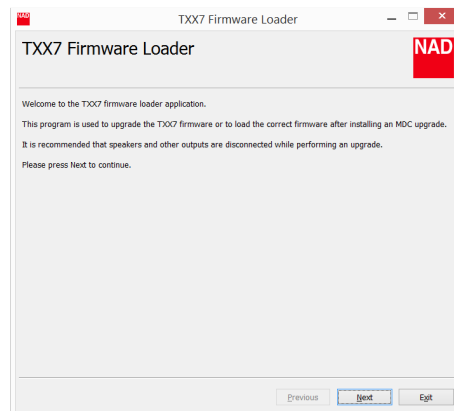 NAD
TXX7 Firmware Loader
TXX7 Firmware Loader
NAD
Welcome to the TXX7 firmware loader application.
This program is used to upgrade the TXX7 firmware or to load the correct firmware after installing an MDC upgrade.
It is recommended that speakers and other outputs are disconnected while performing an upgrade.
Please press Next to continue.
Previous Next Exit